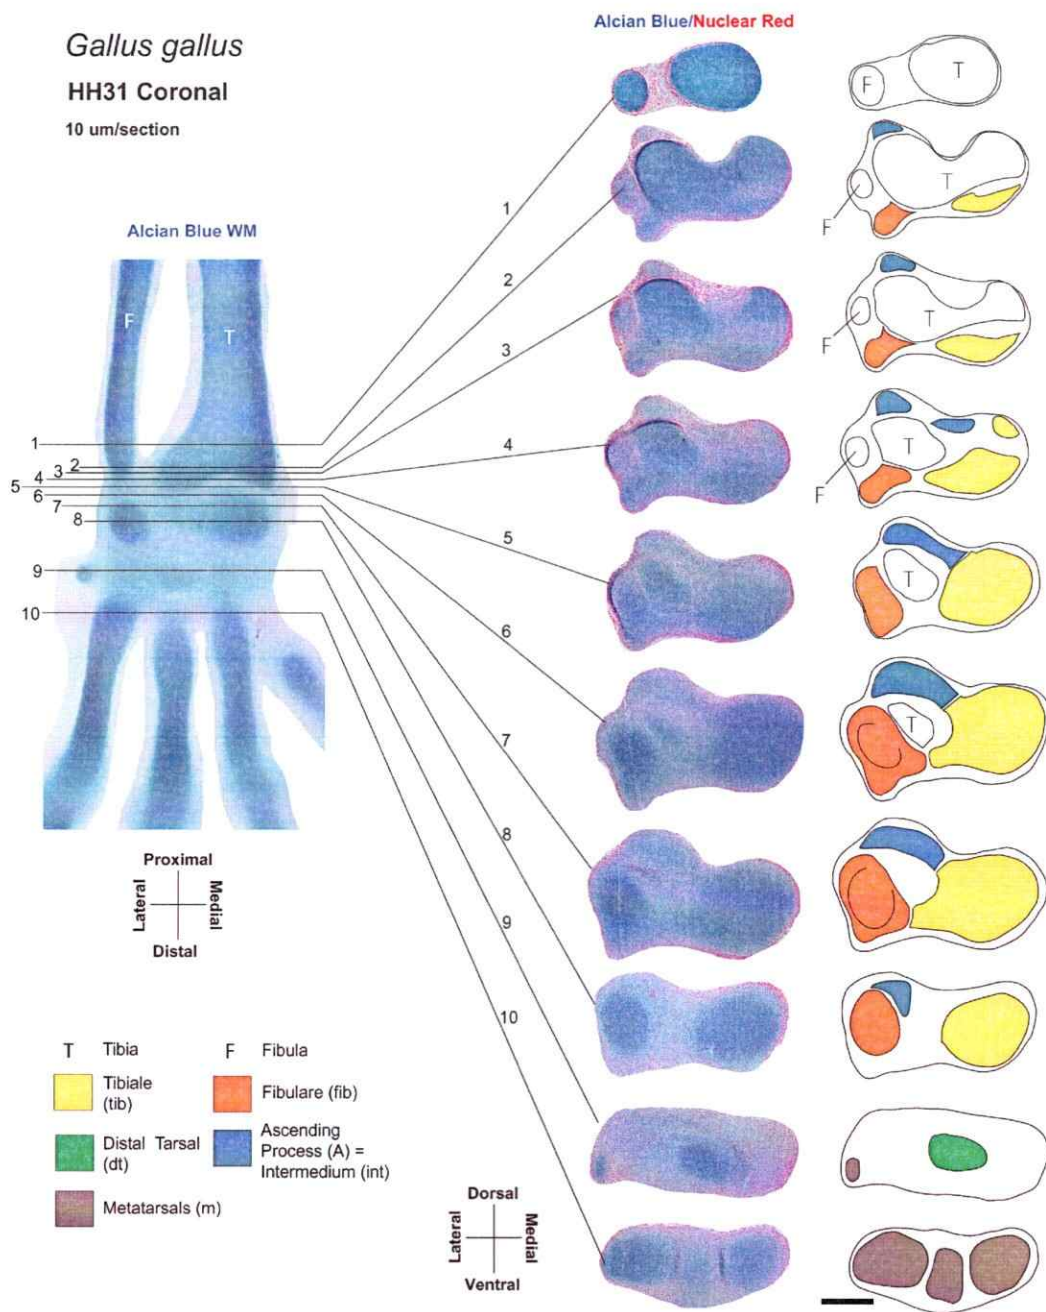 Gallus gallus
HH31 Coronal
10 um/section
Alcian Blue/Nuclear Red
Alcian Blue WM
F
T
1
2
3
4
5
6
7
8
9
10
1
2
3
4
5
6
7
8
9
10
F
T
T
F
T
F
T
F
T
T
Proximal
Lateral
Medial
Distal
T Tibia
F Fibula
Tibiale
(tib)
Fibulare (fib)
Distal Tarsal
(dt)
Ascending
Process (A) =
Intermedium (int)
Metatarsals (m)
Dorsal
Lateral
Medial
Ventral